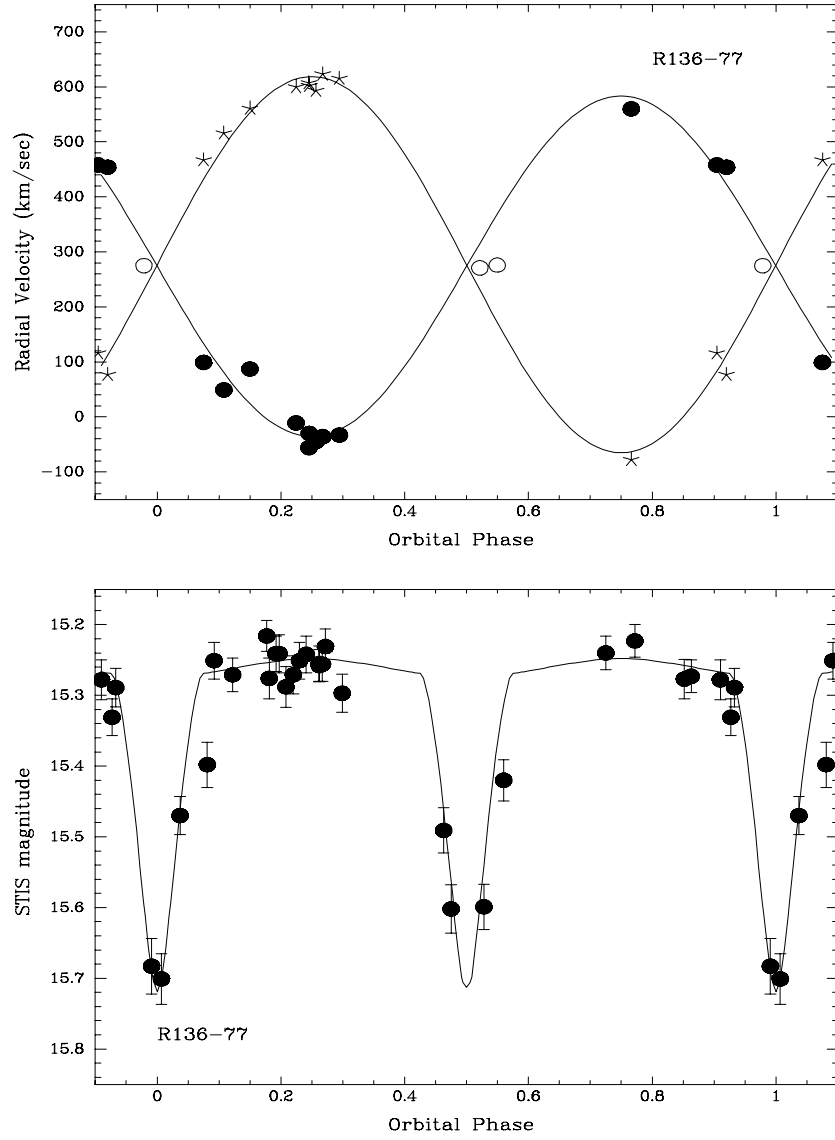 700
R136-77
600
500
400
300
200
100
0
-100
Radial Velocity (km/sec)
0 0.2 0.4 0.6 0.8 1
Orbital Phase
15.2
15.3
15.4
15.5
15.6
15.7
R136-77
15.8
STIS magnitude
0 0.2 0.4 0.6 0.8 1
Orbital Phase